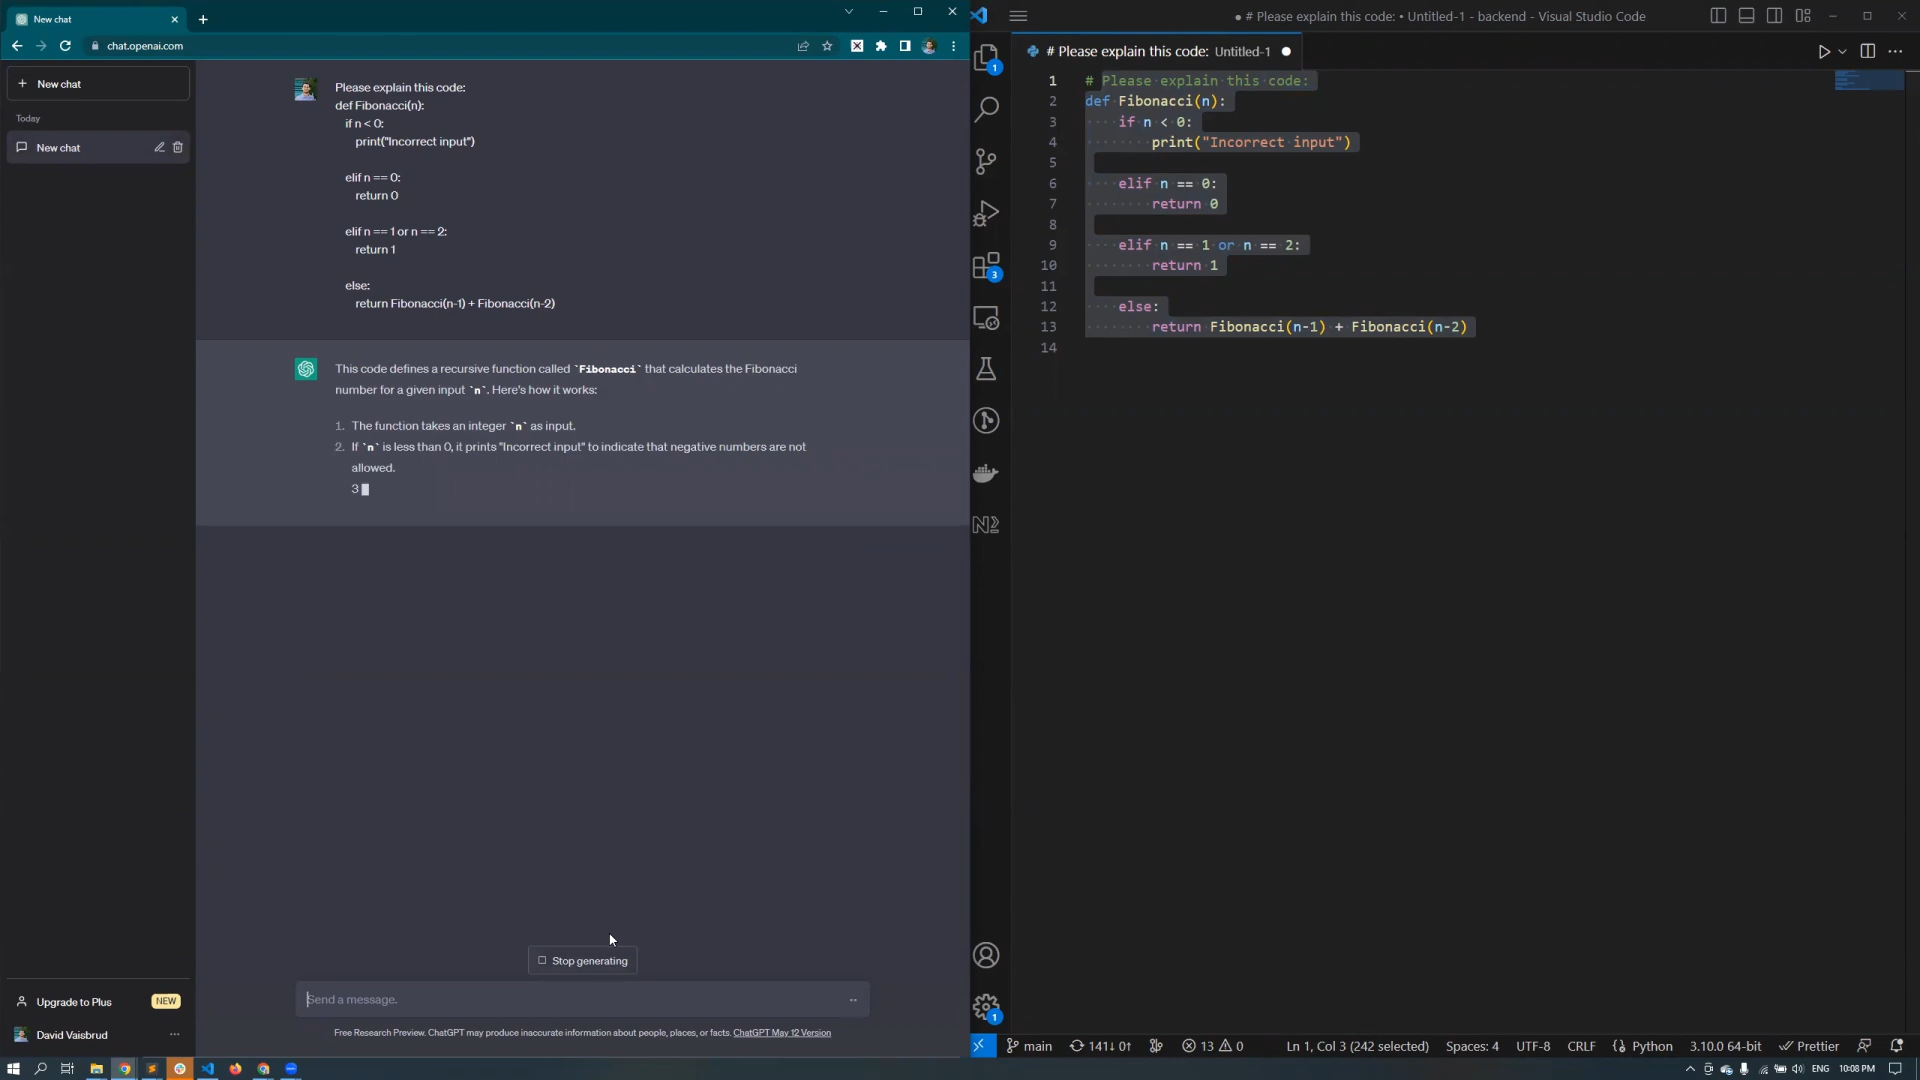 New chat
chat.openai.com
New chat
Today
New chat
Please explain this code:
def Fibonacci(n):
if n < 0:
print("Incorrect input")
elif n == 0:
return 0
elif n == 1 or n == 2:
return 1
else:
return Fibonacci(n-1) + Fibonacci(n-2)
This code defines a recursive function called `Fibonacci` that calculates the Fibonacci
number for a given input `n`. Here's how it works:
1. The function takes an integer `n` as input.
2. If `n` is less than 0, it prints "Incorrect input" to indicate that negative numbers are not
allowed.
3
Stop generating
Send a message.
Free Research Preview. ChatGPT may produce inaccurate information about people, places, or facts. ChatGPT May 12 Version
Upgrade to Plus NEW
David Vaisbrud
● # Please explain this code: • Untitled-1 - backend - Visual Studio Code
# Please explain this code: Untitled-1
1 # Please explain this code:
2 def Fibonacci(n):
3 if n < 0:
4 print("Incorrect input")
5
6 elif n == 0:
7 return 0
8
9 elif n == 1 or n == 2:
10 return 1
11
12 else:
13 return Fibonacci(n-1) + Fibonacci(n-2)
14
1
3
1
main 141↓ 0↑ 13 0 Ln 1, Col 3 (242 selected) Spaces: 4 UTF-8 CRLF Python 3.10.0 64-bit Prettier
ENG 10:08 PM